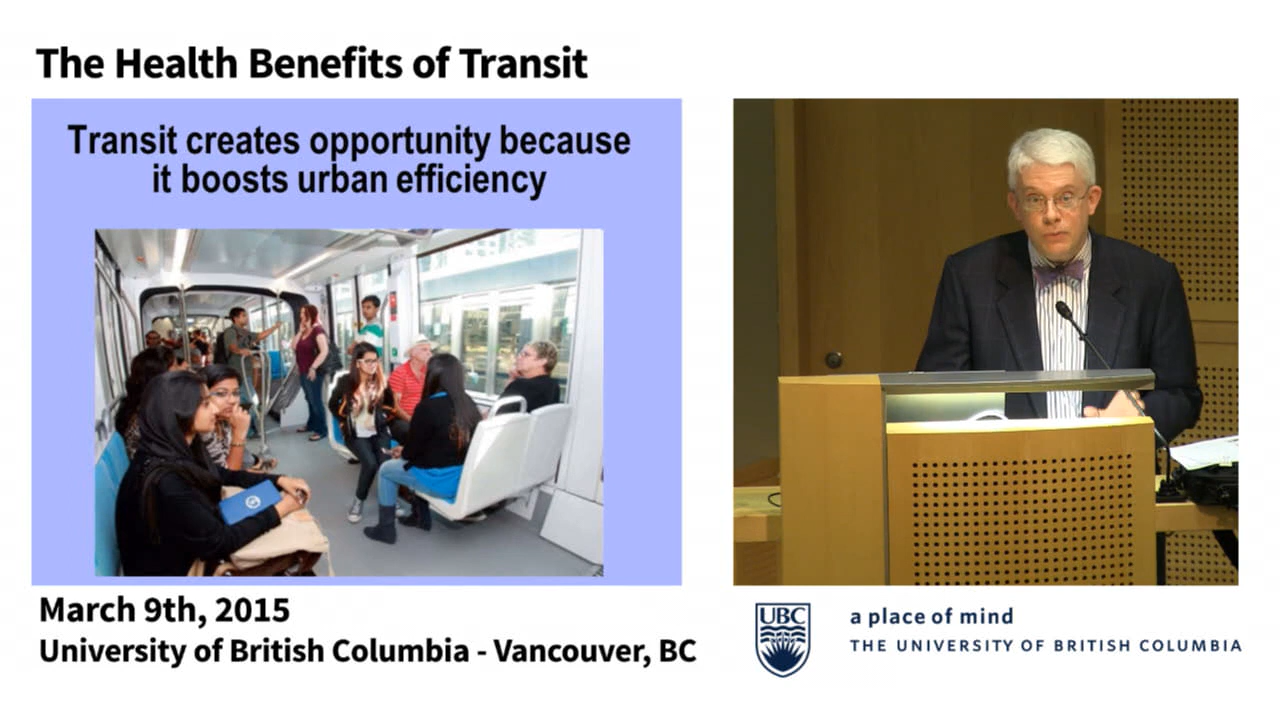 The Health Benefits of Transit
Transit creates opportunity because
it boosts urban efficiency
March 9th, 2015
University of British Columbia - Vancouver, BC
UBC
a place of mind
THE UNIVERSITY OF BRITISH COLUMBIA